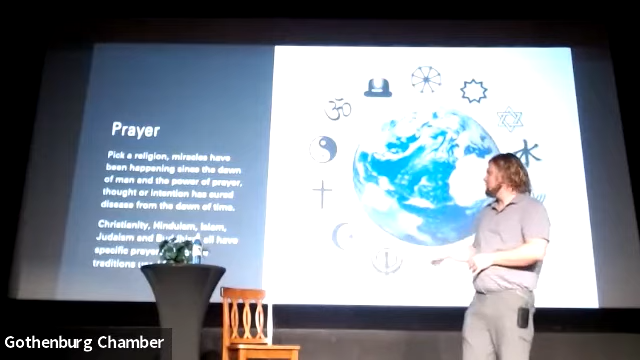 Prayer
Pick a religion, miracles have
been happening since the dawn
of man and the power of prayer,
thought or intention has cured
disease from the dawn of time.
Christianity, Hinduism, Islam,
Judaism and all have
specific prayer
traditions
Gothenburg Chamber